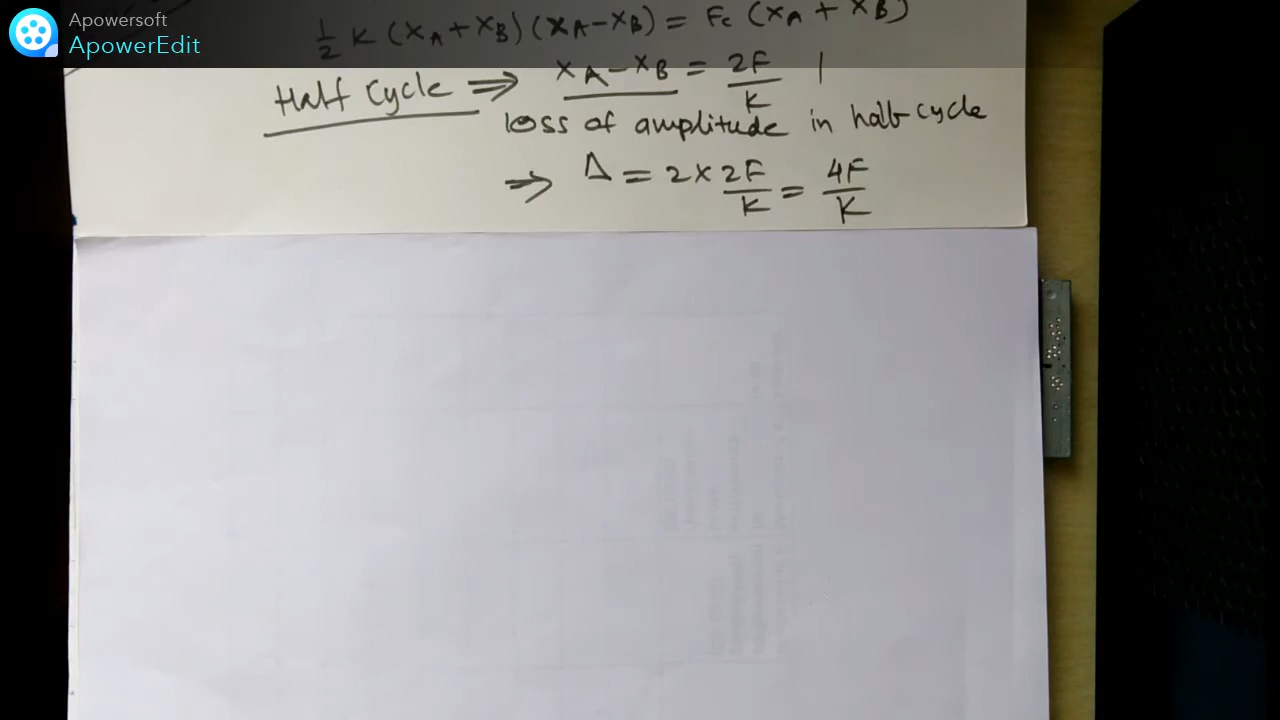 Apowersoft
ApowerEdit
½ K (xA + xB) (xA - xB) = Fc (xA + xB)
Half Cycle ⇒ xA - xB = 2F/K |
loss of amplitude in half cycle
⇒ Δ = 2 x 2F/K = 4F/K